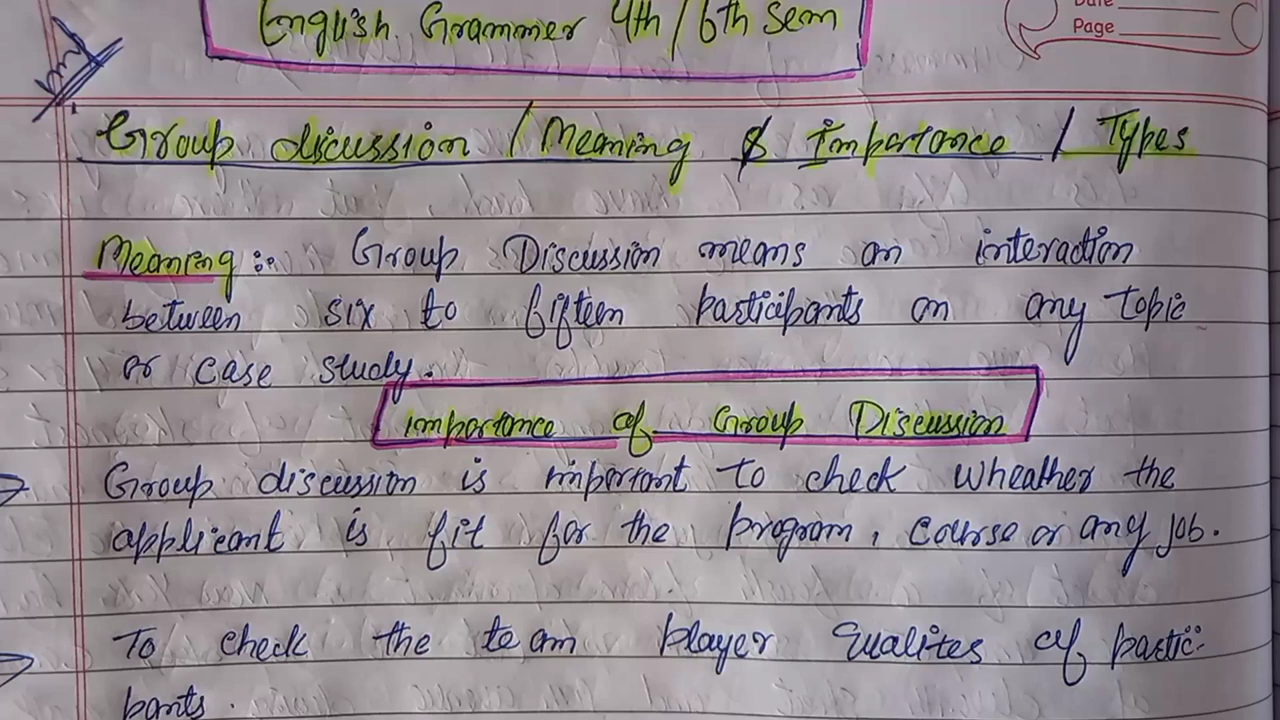 English Grammer 4th / 6th Sem
Date
Page
Group discussion / Meaning & Importance / Types
Meaning :- Group Discussion means an interaction
between six to fifteen participants on any topic
or case study.
importance of Group Discussion
Group discussion is important to check wheather the
applicant is fit for the program, course or any job.
To check the team player qualites of partici-
pants.